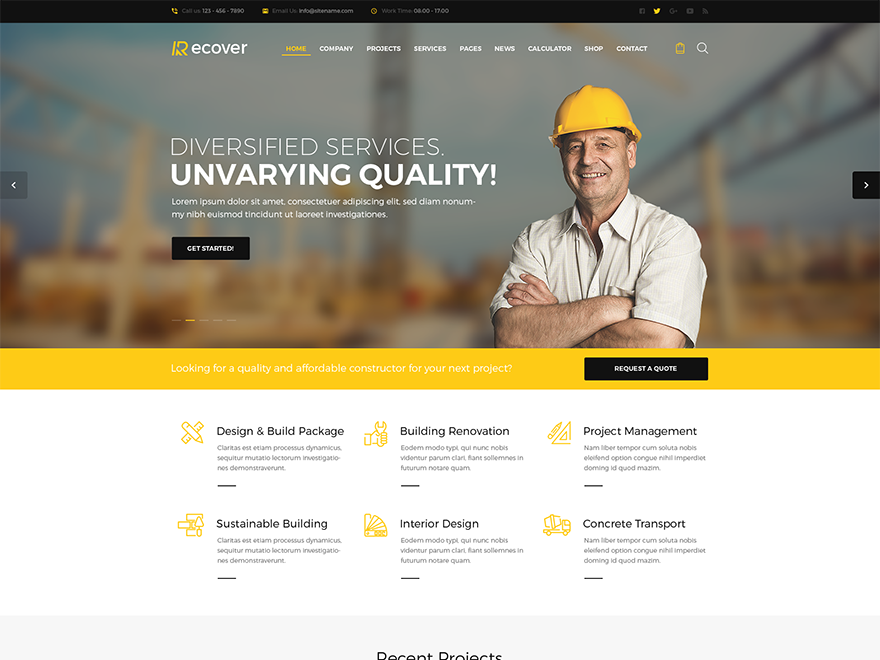 Call us: 123 - 456 - 7890 Email Us: info@sitename.com Work Time: 08:00 - 17:00
Recover HOME COMPANY PROJECTS SERVICES PAGES NEWS CALCULATOR SHOP CONTACT
DIVERSIFIED SERVICES.
UNVARYING QUALITY!
Lorem ipsum dolor sit amet, consectetuer adipiscing elit, sed diam nonum-
my nibh euismod tincidunt ut laoreet investigationes.
GET STARTED!
Looking for a quality and affordable constructor for your next project? REQUEST A QUOTE
Design & Build Package
Claritas est etiam processus dynamicus,
sequitur mutatio lectorum investigatio-
nes demonstraverunt.
Building Renovation
Eodem modo typi, qui nunc nobis
videntur parum clari, fiant sollemnes in
futurum notare quam.
Project Management
Nam liber tempor cum soluta nobis
eleifend option congue nihil imperdiet
doming id quod mazim.
Sustainable Building
Claritas est etiam processus dynamicus,
sequitur mutatio lectorum investigatio-
nes demonstraverunt.
Interior Design
Eodem modo typi, qui nunc nobis
videntur parum clari, fiant sollemnes in
futurum notare quam.
Concrete Transport
Nam liber tempor cum soluta nobis
eleifend option congue nihil imperdiet
doming id quod mazim.
Recent Projects